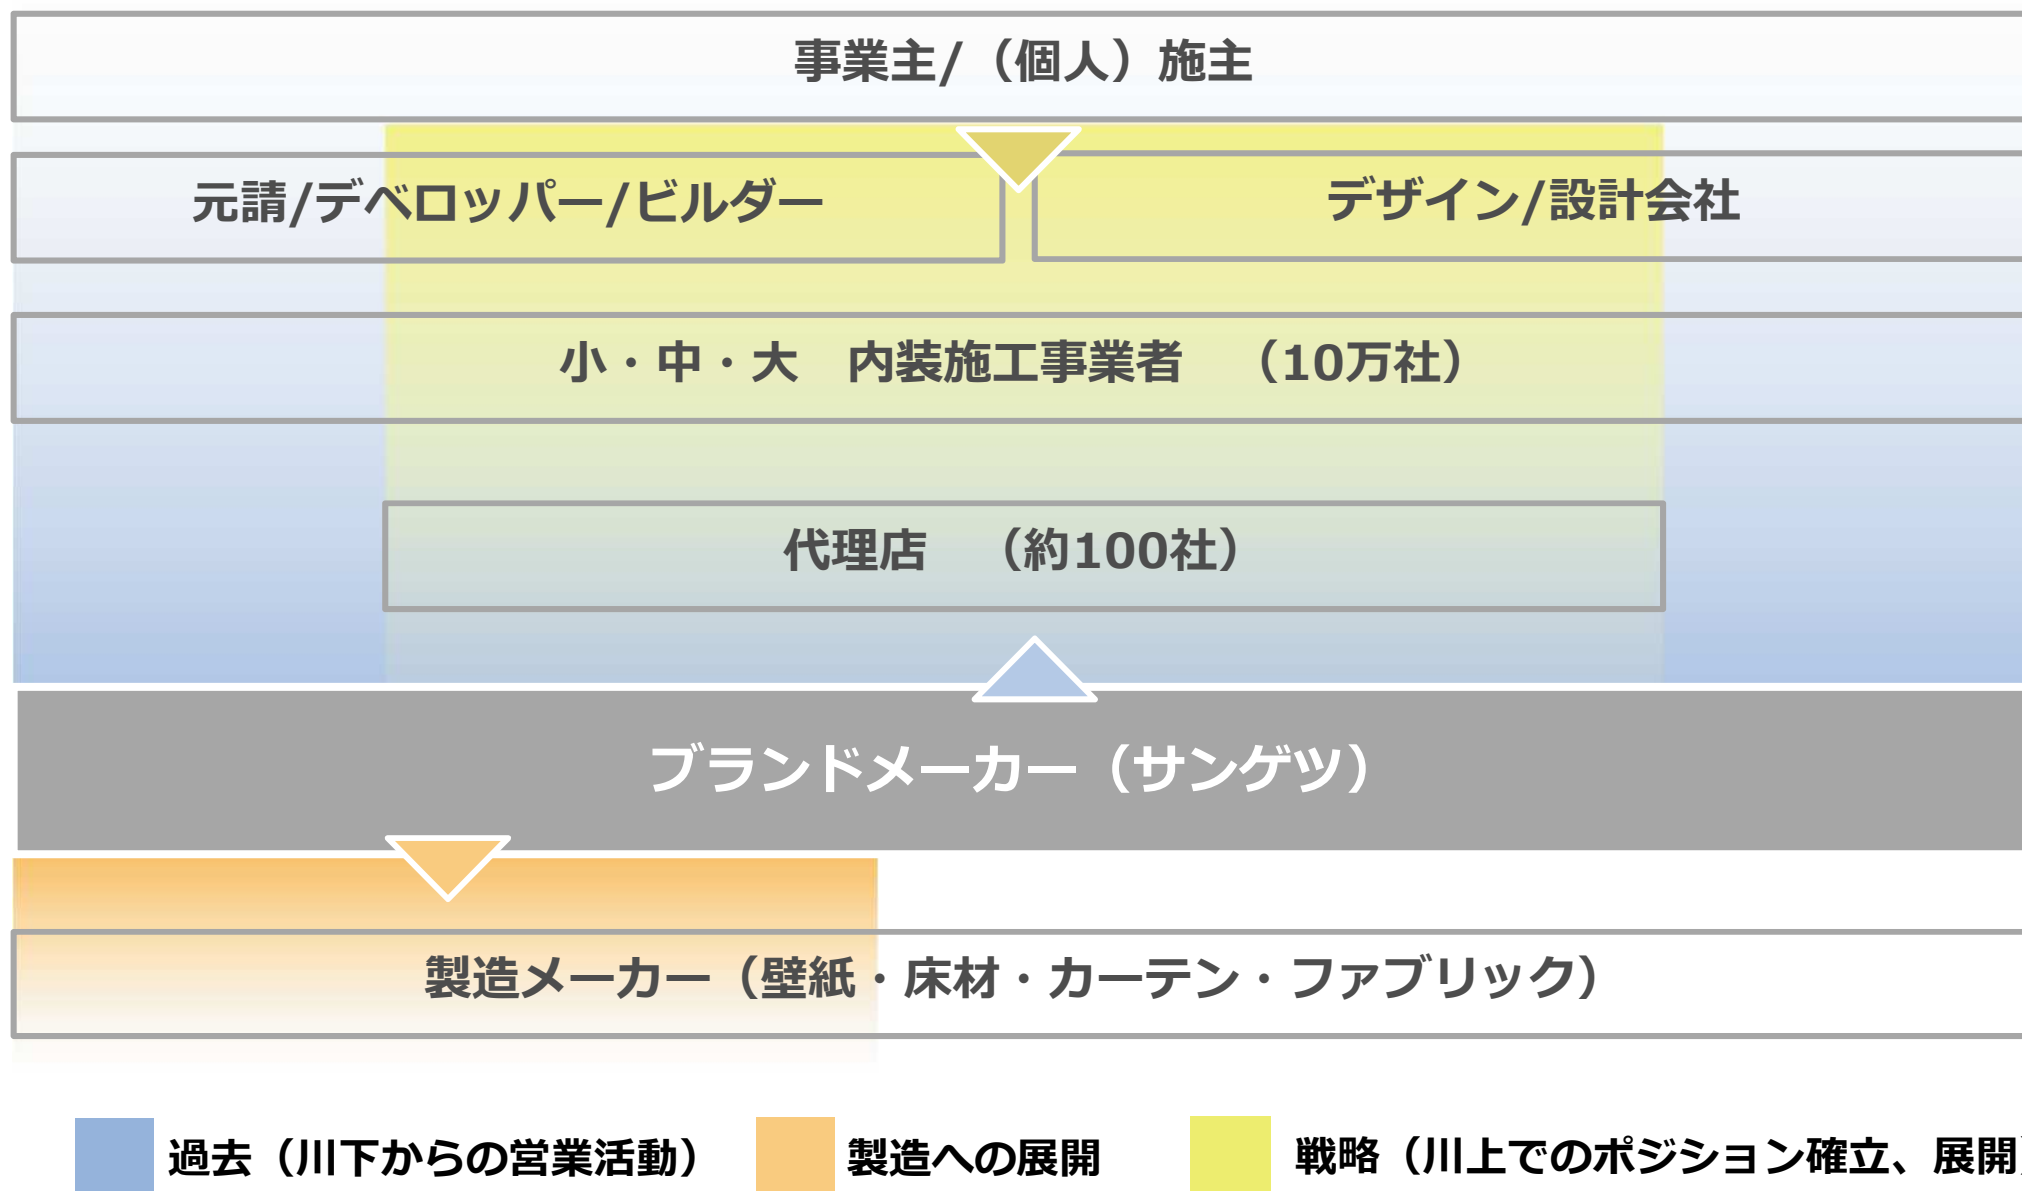 事業主/（個人）施主
元請/デベロッパー/ビルダー
デザイン/設計会社
小・中・大　内装施工事業者　（10万社）
代理店　（約100社）
ブランドメーカー（サンゲツ）
製造メーカー（壁紙・床材・カーテン・ファブリック）
過去（川下からの営業活動）
製造への展開
戦略（川上でのポジション確立、展開）